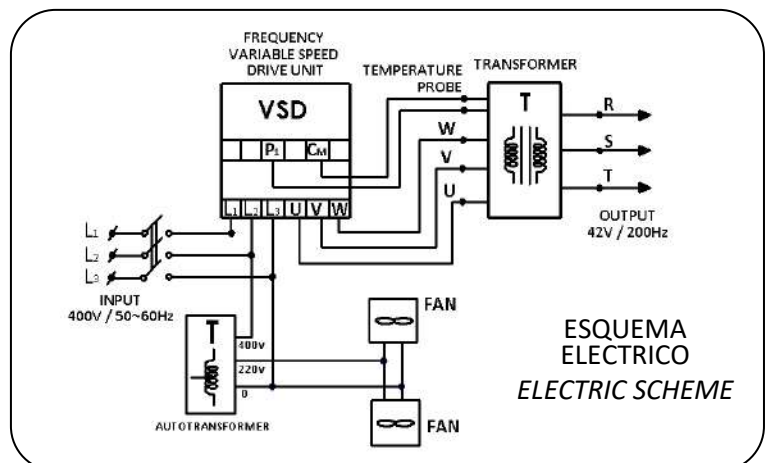 FREQUENCY
VARIABLE SPEED
DRIVE UNIT
VSD
P1 CM
L1 L2 L3 U V W
TEMPERATURE
PROBE
TRANSFORMER
T
W
V
U
R
S
T
OUTPUT
42V / 200Hz
L1
L2
L3
INPUT
400V / 50~60Hz
T
400v
220v
0
AUTOTRANSFORMER
FAN
FAN
ESQUEMA
ELECTRICO
ELECTRIC SCHEME